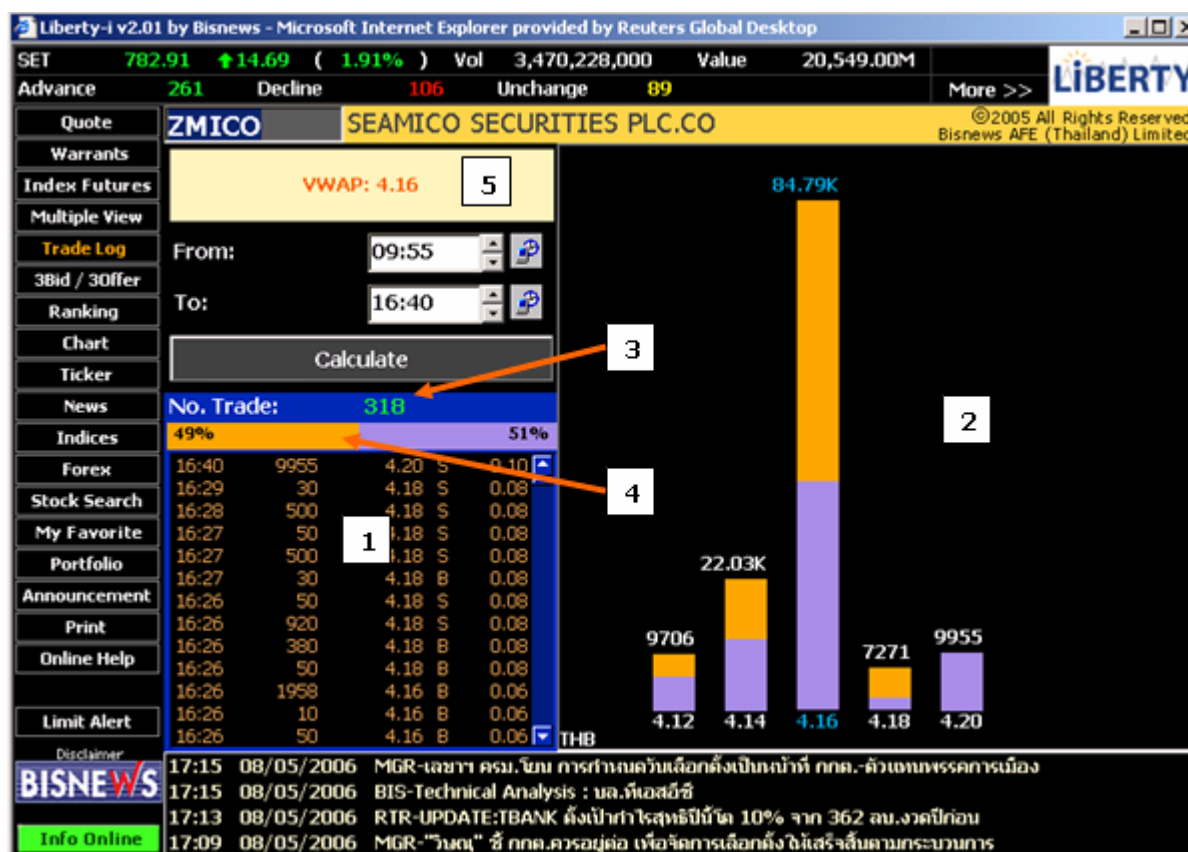 Liberty-i v2.01 by Bisnews - Microsoft Internet Explorer provided by Reuters Global Desktop
SET 782.91 14.69 ( 1.91% ) Vol 3,470,228,000 Value 20,549.00M
Advance 261 Decline 106 Unchange 89 More >>
LiBERTY
Quote
Warrants
Index Futures
Multiple View
Trade Log
3Bid / 3Offer
Ranking
Chart
Ticker
News
Indices
Forex
Stock Search
My Favorite
Portfolio
Announcement
Print
Online Help
Limit Alert
Disclaimer
BISNEWS
Info Online
ZMICO SEAMICO SECURITIES PLC.CO
©2005 All Rights Reserved
Bisnews AFE (Thailand) Limited
VWAP: 4.16 5
From: 09:55
To: 16:40
Calculate
3
No. Trade: 318
49% 51%
4
1
16:40 9955 4.20 S 0.10
16:29 30 4.18 S 0.08
16:28 500 4.18 S 0.08
16:27 50 4.18 S 0.08
16:27 500 4.18 S 0.08
16:27 30 4.18 B 0.08
16:26 50 4.18 S 0.08
16:26 920 4.18 S 0.08
16:26 380 4.18 B 0.08
16:26 50 4.18 B 0.08
16:26 1958 4.16 B 0.06
16:26 10 4.16 B 0.06
16:26 50 4.16 B 0.06
84.79K
2
22.03K
9706
7271
9955
4.12 4.14 4.16 4.18 4.20
THB
17:15 08/05/2006 MGR-เลขาฯ ครม.โยน การกำหนดวันเลือกตั้งเป็นหน้าที่ กกต.-ตัวแทนพรรคการเมือง
17:15 08/05/2006 BIS-Technical Analysis : บล.ทีเอสอีซี
17:13 08/05/2006 RTR-UPDATE:TBANK ตั้งเป้ากำไรสุทธิปีนี้โต 10% จาก 362 ลบ.งวดปีก่อน
17:09 08/05/2006 MGR-"วิษณุ" ชี้ กกต.ควรอยู่ต่อ เพื่อจัดการเลือกตั้งให้เสร็จสิ้นตามกระบวนการ